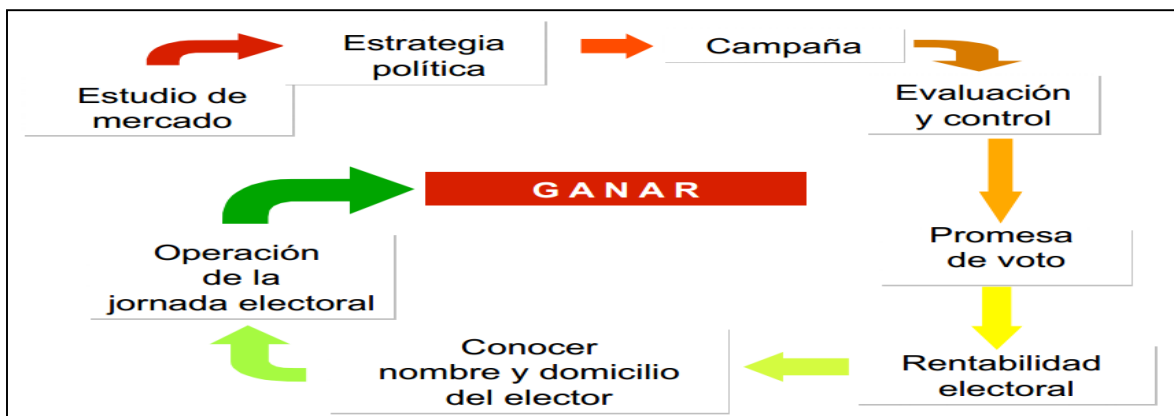 Estudio de
mercado
Estrategia
política
Campaña
Evaluación
y control
Promesa
de voto
Rentabilidad
electoral
Conocer
nombre y domicilio
del elector
Operación
de la
jornada electoral
GANAR